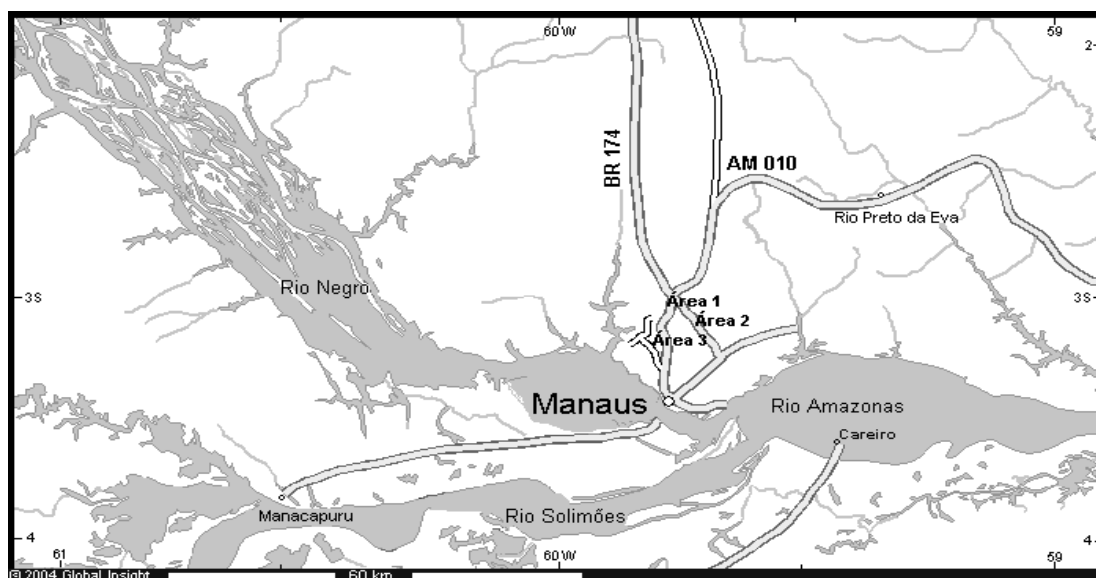 60 W
59
2
BR 174
AM 010
Rio Preto da Eva
Rio Negro
3S
Área 1
3S
Área 2
Área 3
Manaus
Rio Amazonas
Careiro
Manacapuru
Rio Solimões
4
4
61
60 W
59
© 2004 Global Insight
60 km